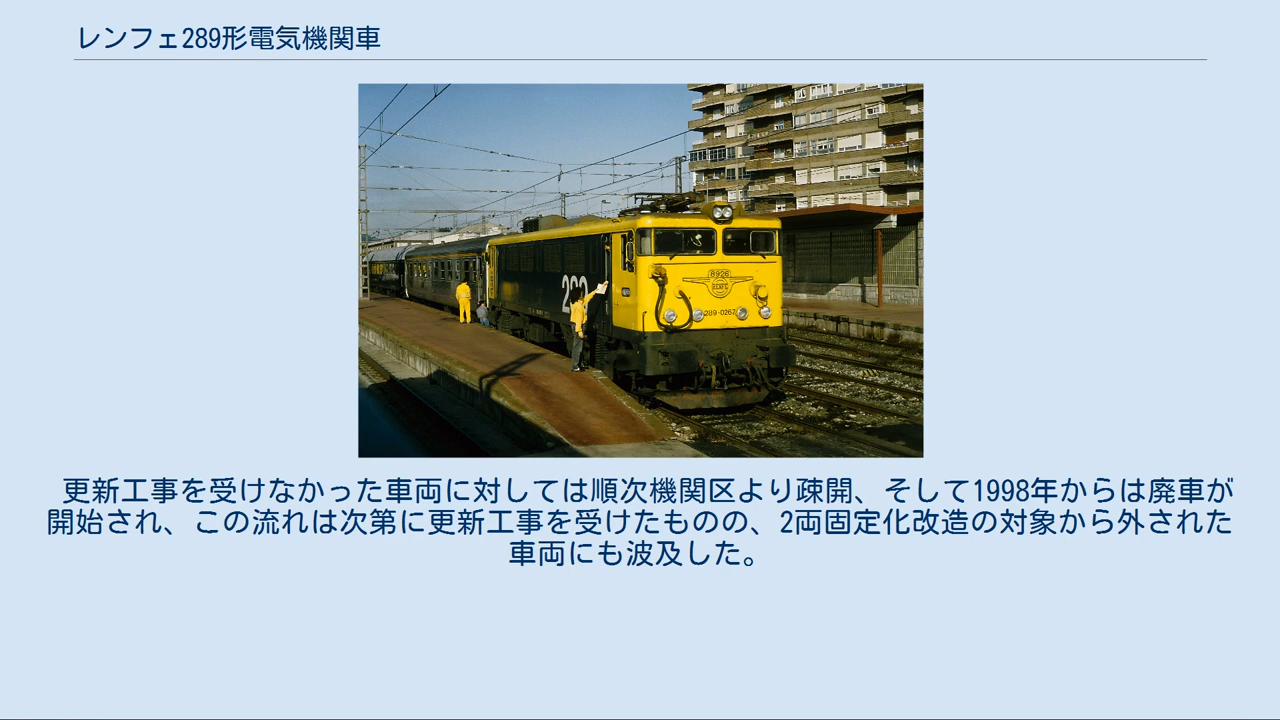 レンフェ289形電気機関車
8926
RENFE
289-0267
更新工事を受けなかった車両に対しては順次機関区より疎開、そして1998年からは廃車が
開始され、この流れは次第に更新工事を受けたものの、2両固定化改造の対象から外された
車両にも波及した。